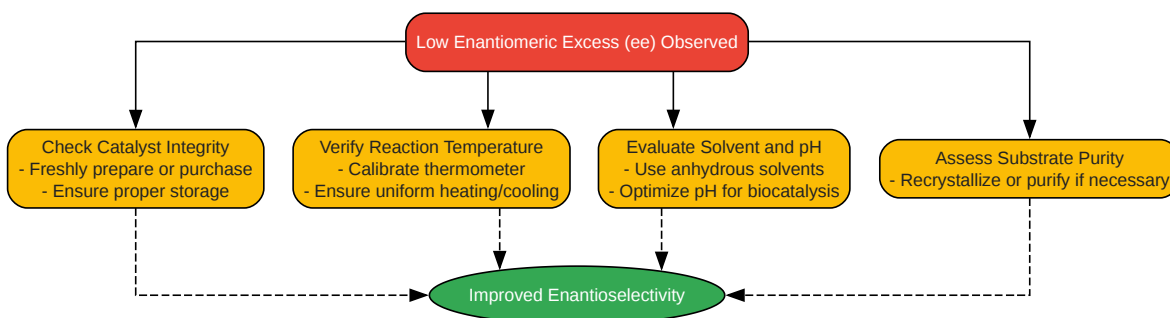 Low Enantiomeric Excess (ee) Observed
Check Catalyst Integrity
- Freshly prepare or purchase
- Ensure proper storage
Verify Reaction Temperature
- Calibrate thermometer
- Ensure uniform heating/cooling
Evaluate Solvent and pH
- Use anhydrous solvents
- Optimize pH for biocatalysis
Assess Substrate Purity
- Recrystallize or purify if necessary
Improved Enantioselectivity